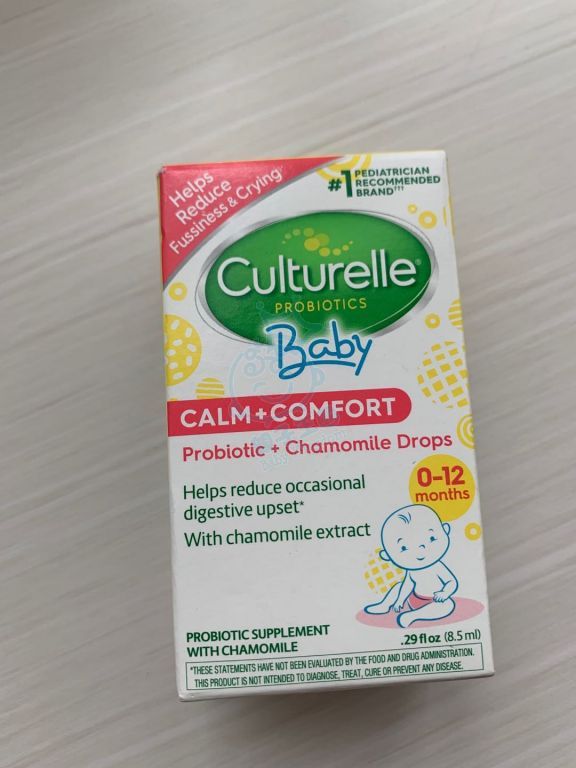 Helps
Reduce
Fussiness & Crying*
#1 PEDIATRICIAN
RECOMMENDED
BRAND†††
Culturelle®
PROBIOTICS
Baby
CALM+COMFORT
Probiotic + Chamomile Drops
0-12
months
Helps reduce occasional
digestive upset*
With chamomile extract
PROBIOTIC SUPPLEMENT
WITH CHAMOMILE
.29 fl oz (8.5 ml)
*THESE STATEMENTS HAVE NOT BEEN EVALUATED BY THE FOOD AND DRUG ADMINISTRATION.
THIS PRODUCT IS NOT INTENDED TO DIAGNOSE, TREAT, CURE OR PREVENT ANY DISEASE.